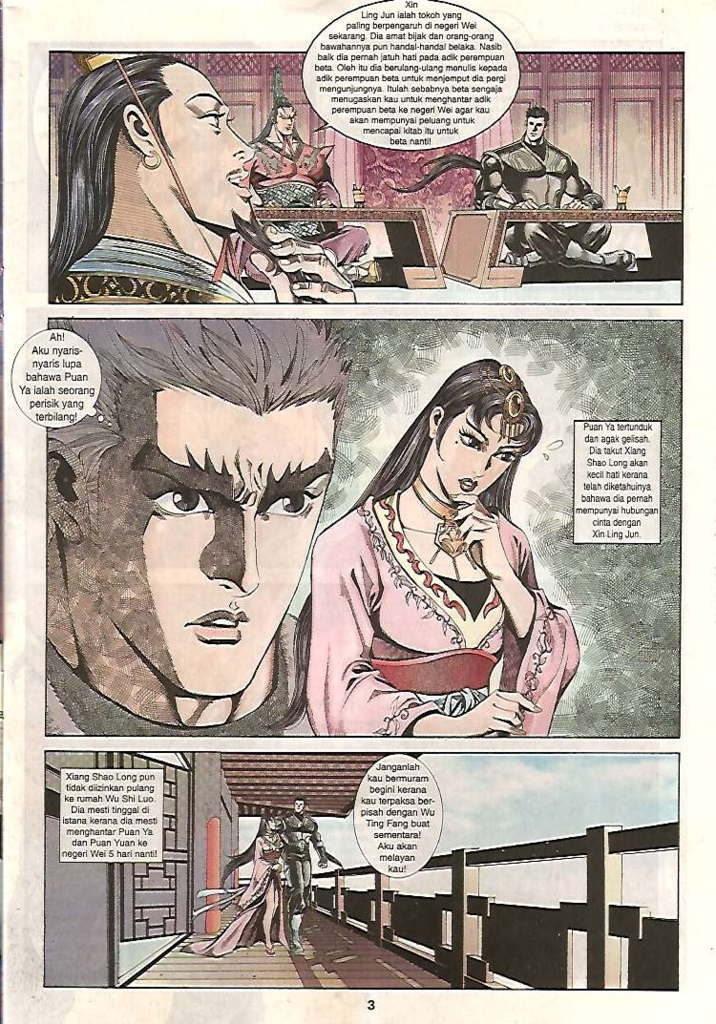 Xin
Ling Jun ialah tokoh yang
paling berpengaruh di negeri Wei
sekarang. Dia amat bijak dan orang-orang
bawahannya pun handal-handal belaka. Nasib
baik dia pernah jatuh hati pada adik perempuan
beta. Oleh itu dia berulang-ulang menulis kepada
adik perempuan beta untuk menjemput dia pergi
mengunjungnya. Itulah sebabnya beta sengaja
menugaskan kau untuk menghantar adik
perempuan beta ke negeri Wei agar kau
akan mempunyai peluang untuk
mencapai kitab itu untuk
beta nanti!
Ah!
Aku nyaris-
nyaris lupa
bahawa Puan
Ya ialah seorang
perisik yang
terbilang!
Puan Ya tertunduk
dan agak gelisah.
Dia takut Xiang
Shao Long akan
kecil hati kerana
telah diketahuinya
bahawa dia pernah
mempunyai hubungan
cinta dengan
Xin Ling Jun.
Xiang Shao Long pun
tidak diizinkan pulang
ke rumah Wu Shi Luo.
Dia mesti tinggal di
istana kerana dia mesti
menghantar Puan Ya
dan Puan Yuan ke
negeri Wei 5 hari nanti!
Janganlah
kau bermuram
begini kerana
kau terpaksa ber-
pisah dengan Wu
Ting Fang buat
sementara!
Aku akan
melayan
kau!
3